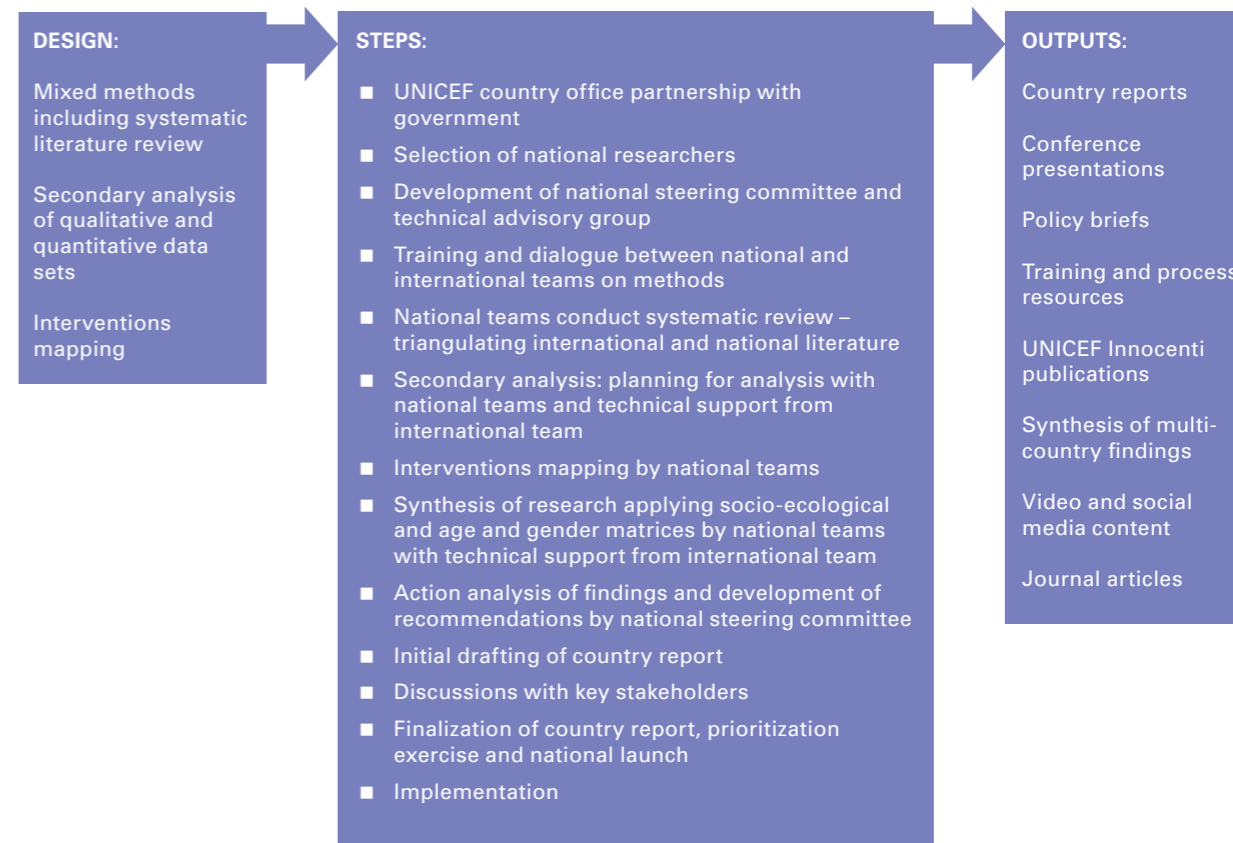 DESIGN:
Mixed methods
including systematic
literature review
Secondary analysis
of qualitative and
quantitative data
sets
Interventions
mapping
STEPS:
■ UNICEF country office partnership with
government
■ Selection of national researchers
■ Development of national steering committee and
technical advisory group
■ Training and dialogue between national and
international teams on methods
■ National teams conduct systematic review –
triangulating international and national literature
■ Secondary analysis: planning for analysis with
national teams and technical support from
international team
■ Interventions mapping by national teams
■ Synthesis of research applying socio-ecological
and age and gender matrices by national teams
with technical support from international team
■ Action analysis of findings and development of
recommendations by national steering committee
■ Initial drafting of country report
■ Discussions with key stakeholders
■ Finalization of country report, prioritization
exercise and national launch
■ Implementation
OUTPUTS:
Country reports
Conference
presentations
Policy briefs
Training and process
resources
UNICEF Innocenti
publications
Synthesis of multi-
country findings
Video and social
media content
Journal articles